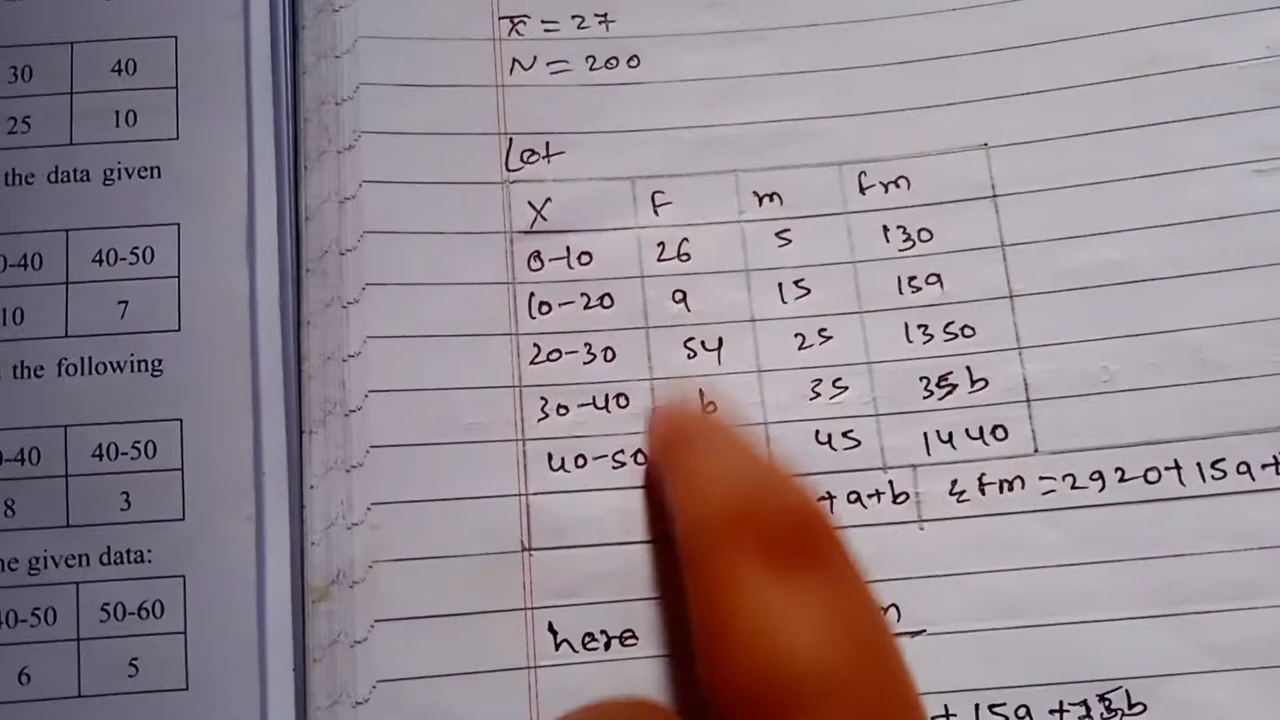 30 40
25 10
the data given
0-40 40-50
10 7
the following
0-40 40-50
8 3
he given data:
40-50 50-60
6 5
x̄ = 27
N = 200
Let
X F m fm
0-10 26 5 130
10-20 a 15 15a
20-30 54 25 1350
30-40 b 35 35b
40-50 45 1440
+a+b Σfm = 2920+15a+
here
+15a+35b